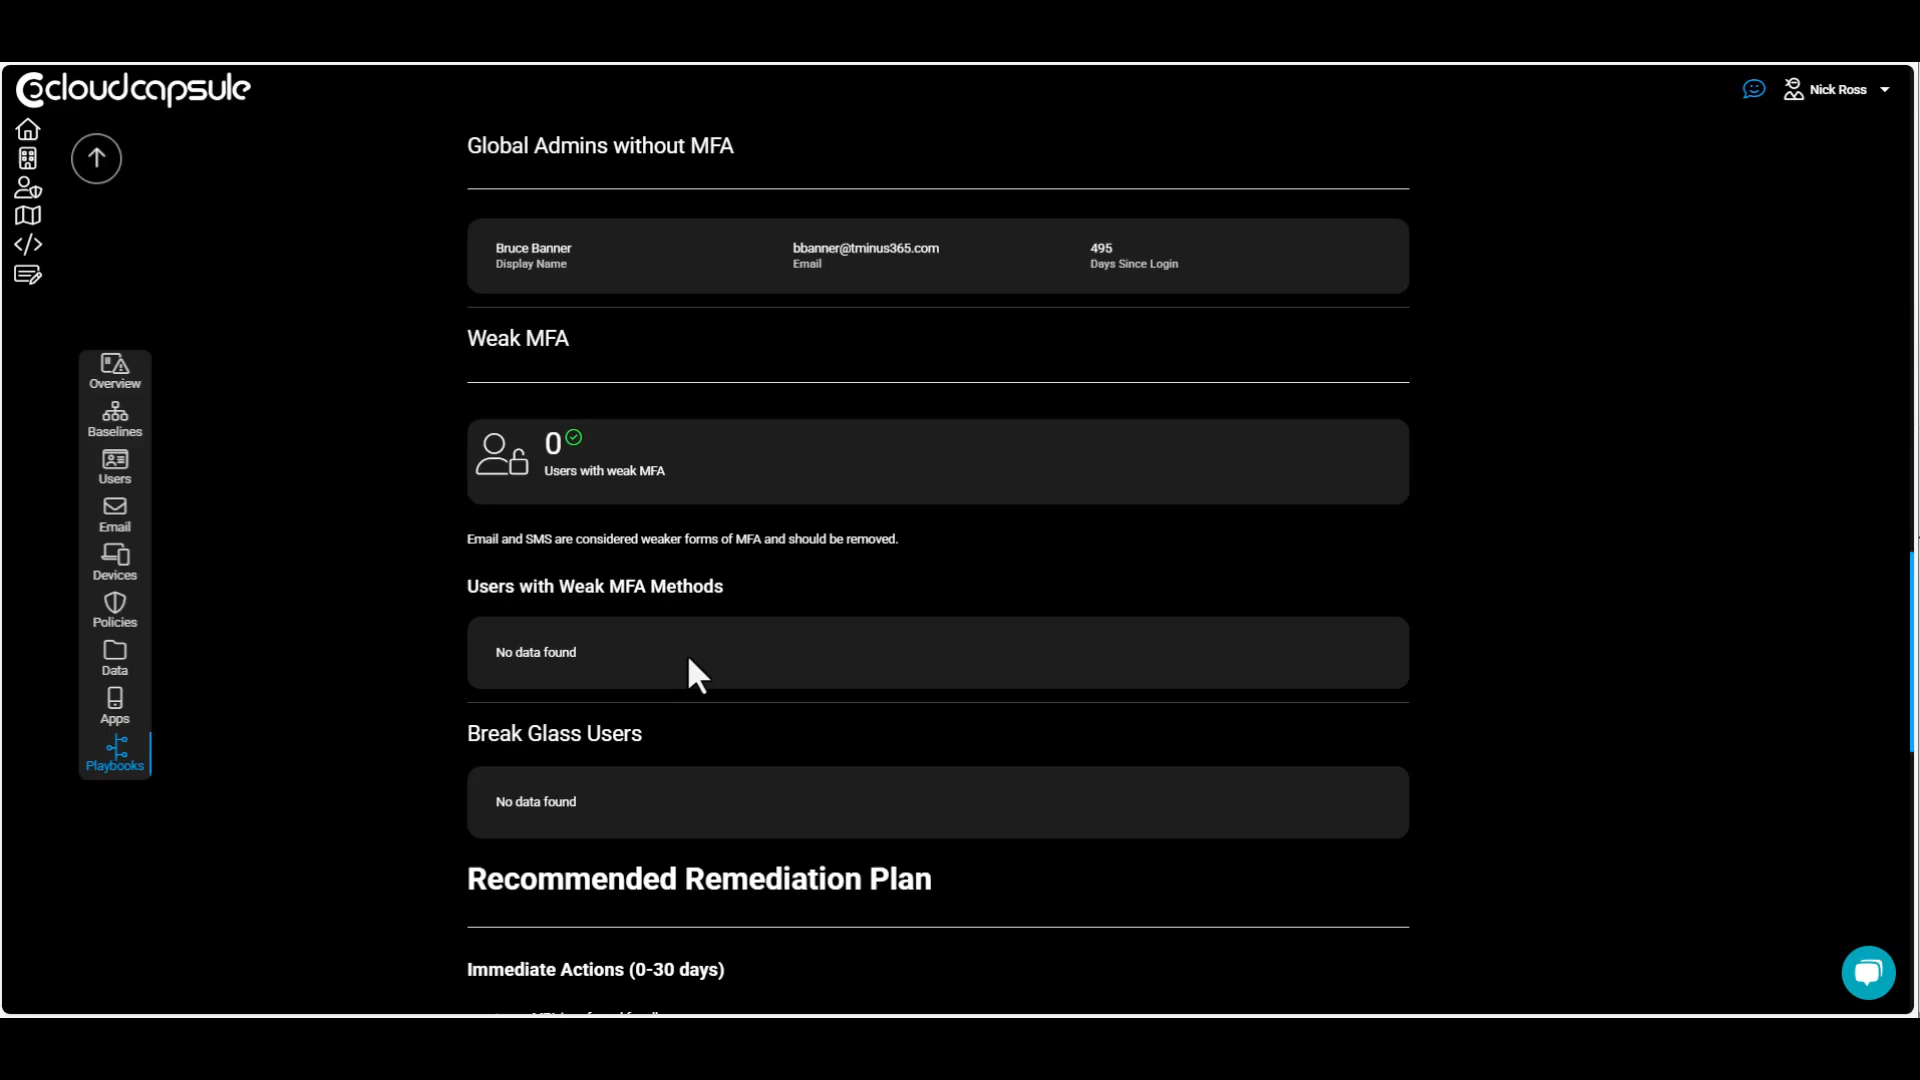 cloudcapsule
Nick Ross
Global Admins without MFA
Bruce Banner
Display Name
bbanner@tminus365.com
Email
495
Days Since Login
Weak MFA
0
Users with weak MFA
Email and SMS are considered weaker forms of MFA and should be removed.
Users with Weak MFA Methods
No data found
Break Glass Users
No data found
Recommended Remediation Plan
Immediate Actions (0-30 days)
Overview
Baselines
Users
Email
Devices
Policies
Data
Apps
Playbooks